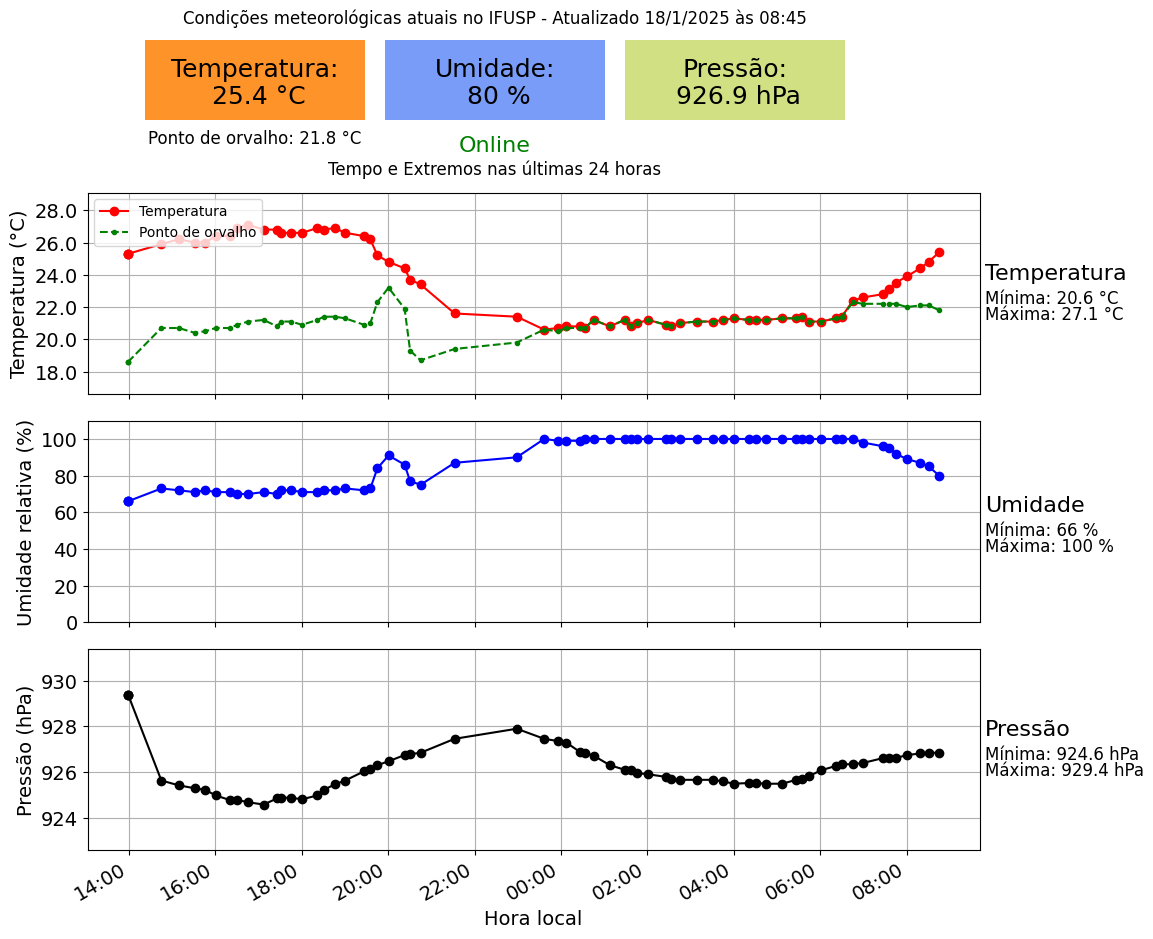 Condições meteorológicas atuais no IFUSP - Atualizado 18/1/2025 às 08:45
Temperatura:
25.4 °C
Umidade:
80 %
Pressão:
926.9 hPa
Ponto de orvalho: 21.8 °C
Online
Tempo e Extremos nas últimas 24 horas
Temperatura (°C)
28.0
26.0
24.0
22.0
20.0
18.0
Temperatura
Ponto de orvalho
Temperatura
Mínima: 20.6 °C
Máxima: 27.1 °C
Umidade relativa (%)
100
80
60
40
20
0
Umidade
Mínima: 66 %
Máxima: 100 %
Pressão (hPa)
930
928
926
924
Pressão
Mínima: 924.6 hPa
Máxima: 929.4 hPa
14:00 16:00 18:00 20:00 22:00 00:00 02:00 04:00 06:00 08:00
Hora local